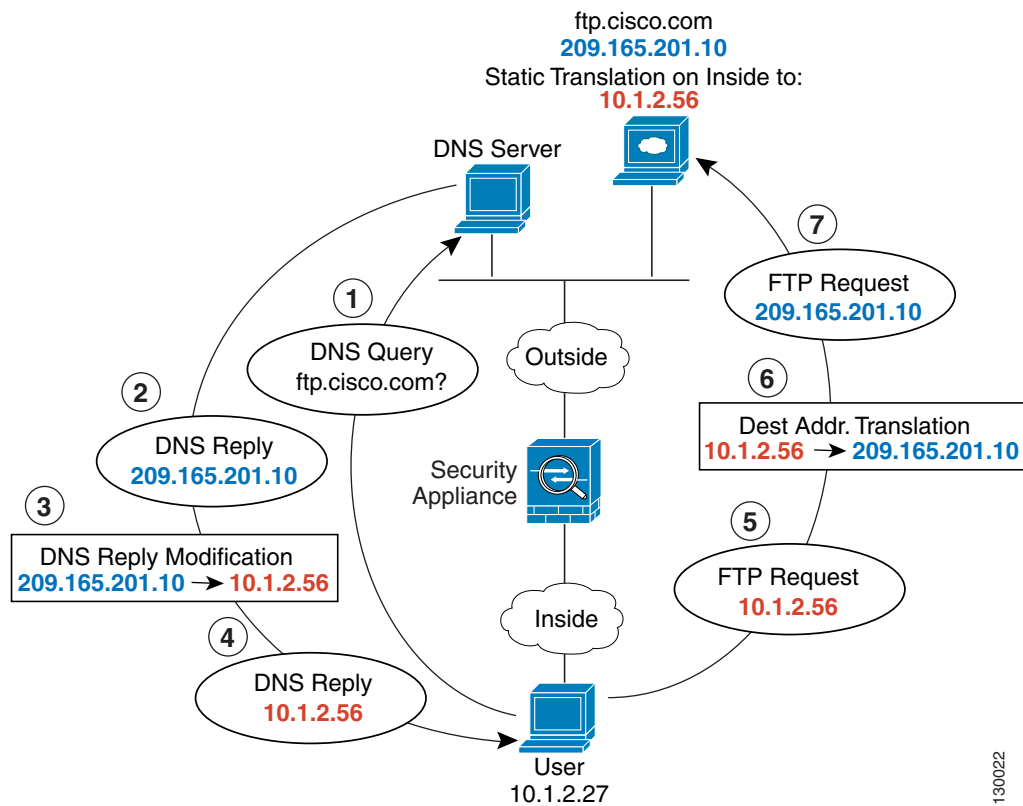 ftp.cisco.com
209.165.201.10
Static Translation on Inside to:
10.1.2.56
DNS Server
7
FTP Request
209.165.201.10
1
DNS Query
ftp.cisco.com?
Outside
2
DNS Reply
209.165.201.10
6
Dest Addr. Translation
10.1.2.56 → 209.165.201.10
Security
Appliance
3
DNS Reply Modification
209.165.201.10 → 10.1.2.56
5
FTP Request
10.1.2.56
Inside
4
DNS Reply
10.1.2.56
User
10.1.2.27
130022